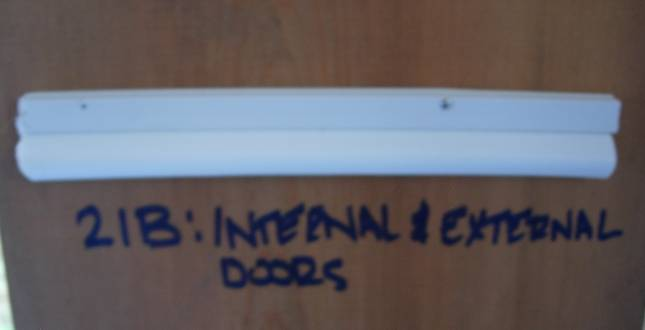 21B: INTERNAL & EXTERNAL
DOORS